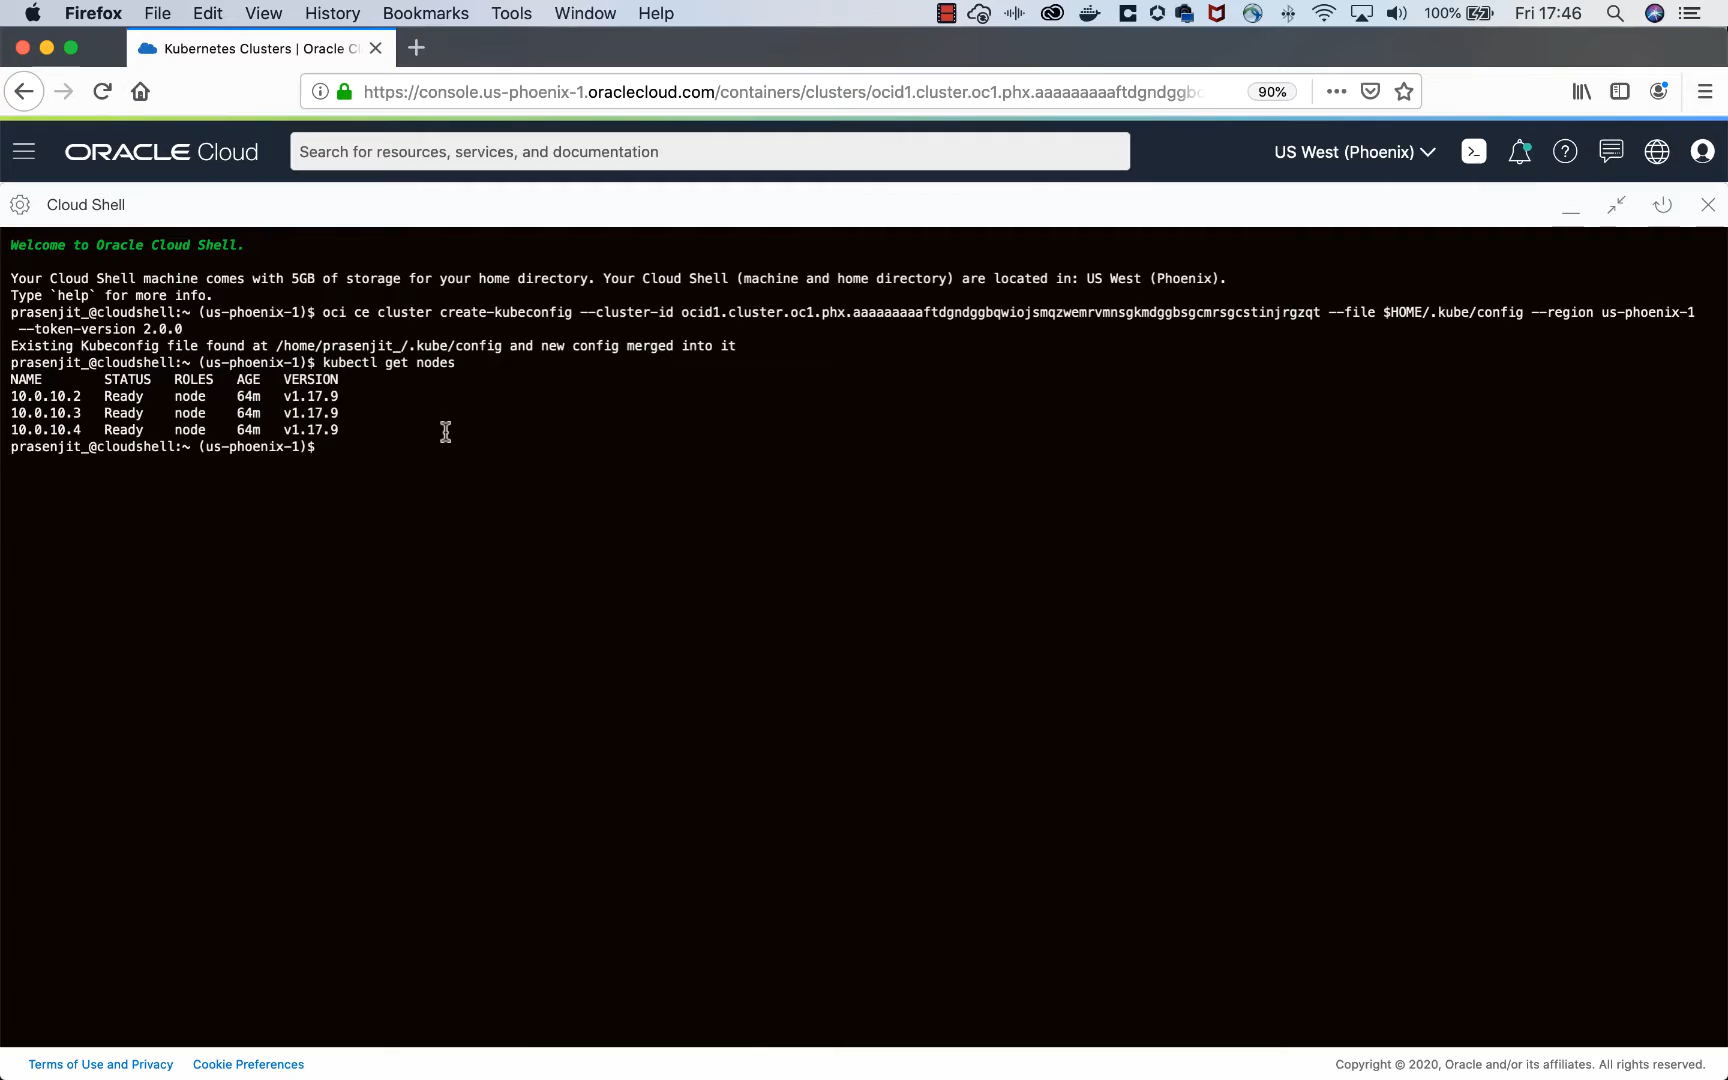 Firefox File Edit View History Bookmarks Tools Window Help 100% Fri 17:46
Kubernetes Clusters | Oracle Cl
https://console.us-phoenix-1.oraclecloud.com/containers/clusters/ocid1.cluster.oc1.phx.aaaaaaaaaftdgndggbq 90%
ORACLE Cloud Search for resources, services, and documentation US West (Phoenix)
Cloud Shell
Welcome to Oracle Cloud Shell.
Your Cloud Shell machine comes with 5GB of storage for your home directory. Your Cloud Shell (machine and home directory) are located in: US West (Phoenix).
Type `help` for more info.
prasenjit_@cloudshell:~ (us-phoenix-1)$ oci ce cluster create-kubeconfig --cluster-id ocid1.cluster.oc1.phx.aaaaaaaaaftdgndggbqwiojsmqzwemrvmnsgkmdggbsgcmrsgcstinjrgzqt --file $HOME/.kube/config --region us-phoenix-1
--token-version 2.0.0
Existing Kubeconfig file found at /home/prasenjit_/.kube/config and new config merged into it
prasenjit_@cloudshell:~ (us-phoenix-1)$ kubectl get nodes
NAME STATUS ROLES AGE VERSION
10.0.10.2 Ready node 64m v1.17.9
10.0.10.3 Ready node 64m v1.17.9
10.0.10.4 Ready node 64m v1.17.9
prasenjit_@cloudshell:~ (us-phoenix-1)$
Terms of Use and Privacy Cookie Preferences Copyright © 2020, Oracle and/or its affiliates. All rights reserved.